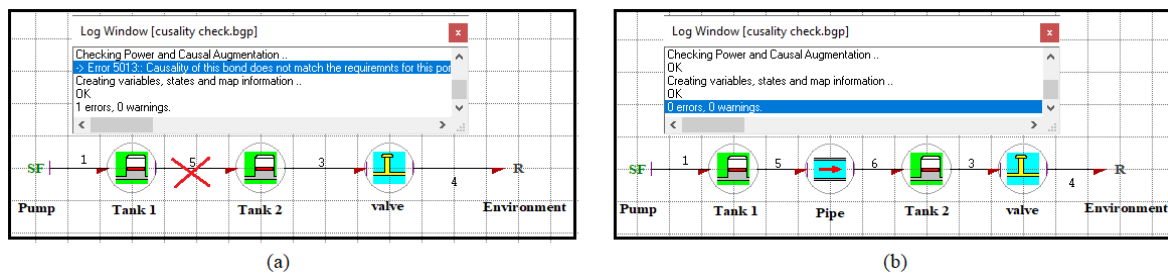 Log Window [cusality check.bgp]
x
Checking Power and Causal Augmentation ..
-> Error 5013:: Causality of this bond does not match the requiremnts for this por
Creating variables, states and map information ..
OK
1 errors, 0 warnings.
SF 1 5 3 4 R
Pump Tank 1 Tank 2 valve Environment
(a)
Log Window [cusality check.bgp]
x
Checking Power and Causal Augmentation ..
OK
Creating variables, states and map information ..
OK
0 errors, 0 warnings.
SF 1 5 6 3 4 R
Pump Tank 1 Pipe Tank 2 valve Environment
(b)